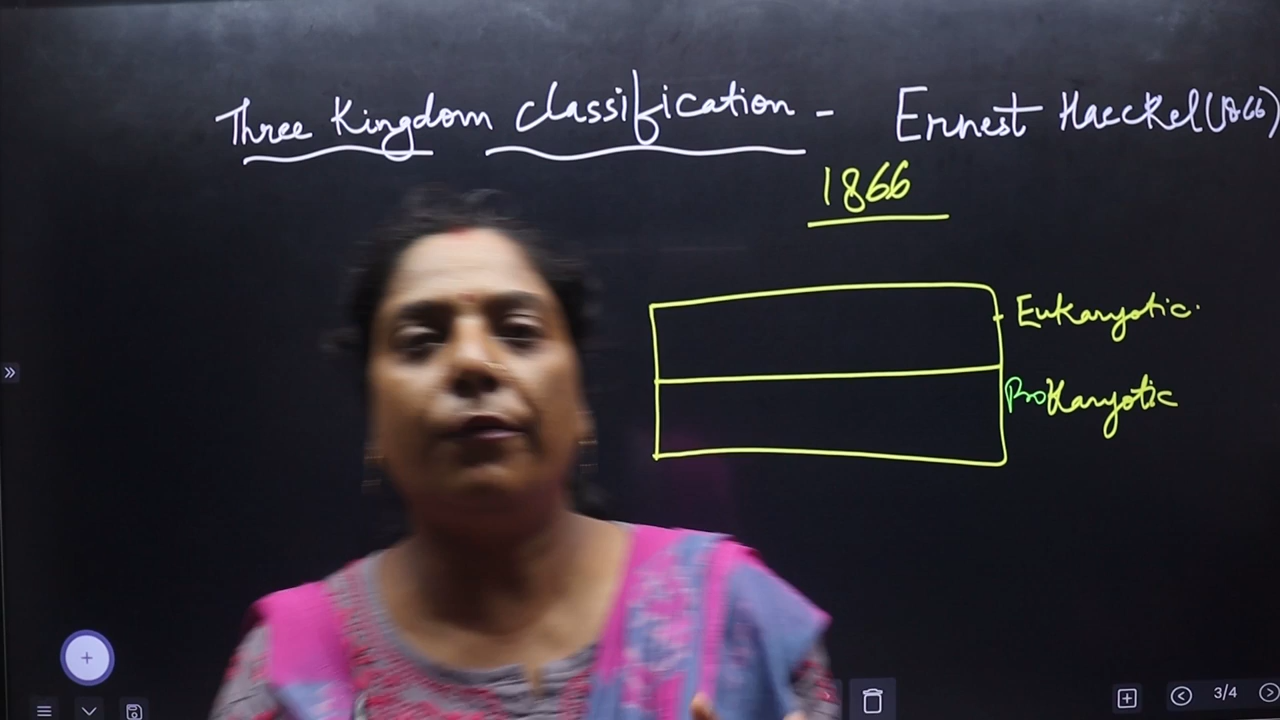 Three Kingdom classification - Ernest Haeckel (1866)
1866
Eukaryotic.
Prokaryotic
3/4